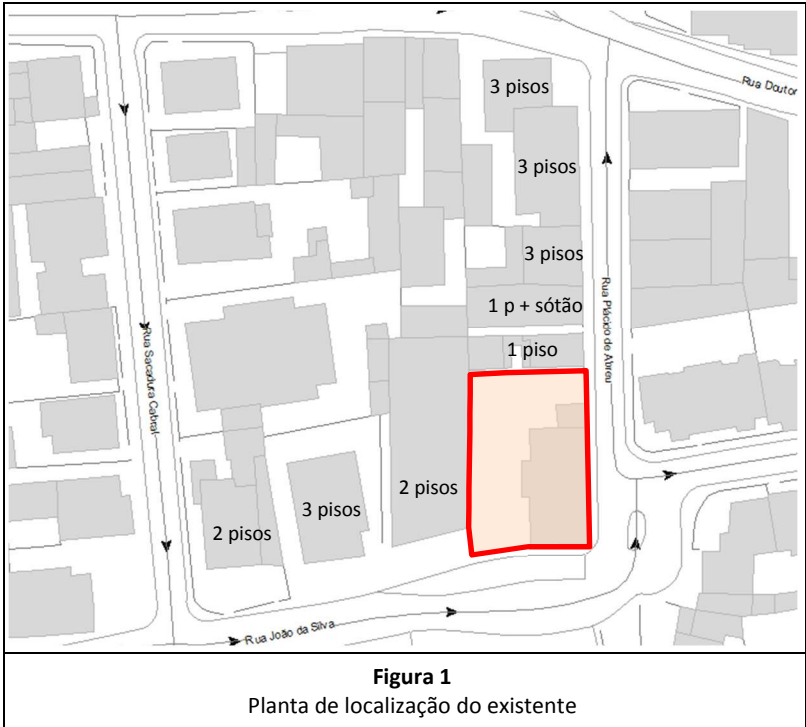 3 pisos
Rua Doutor
3 pisos
3 pisos
1 p + sótão
1 piso
Rua Plácido de Abreu
Rua Sacadura Cabral
2 pisos
3 pisos
2 pisos
Rua João da Silva
Figura 1
Planta de localização do existente